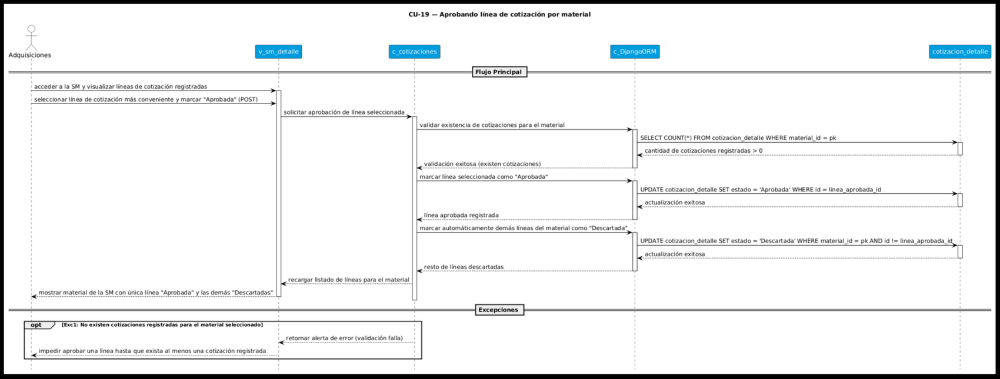 CU-19 — Aprobando línea de cotización por material
Adquisiciones
v_sm_detalle
c_cotizaciones
c_DjangoORM
cotizacion_detalle
Flujo Principal
acceder a la SM y visualizar líneas de cotización registradas
seleccionar línea de cotización más conveniente y marcar "Aprobada" (POST)
solicitar aprobación de línea seleccionada
validar existencia de cotizaciones para el material
SELECT COUNT(*) FROM cotizacion_detalle WHERE material_id = pk
cantidad de cotizaciones registradas > 0
validación exitosa (existen cotizaciones)
marcar línea seleccionada como "Aprobada"
UPDATE cotizacion_detalle SET estado = 'Aprobada' WHERE id = linea_aprobada_id
actualización exitosa
línea aprobada registrada
marcar automáticamente demás líneas del material como "Descartada"
UPDATE cotizacion_detalle SET estado = 'Descartada' WHERE material_id = pk AND id != linea_aprobada_id
actualización exitosa
resto de líneas descartadas
recargar listado de líneas para el material
mostrar material de la SM con única línea "Aprobada" y las demás "Descartadas"
Excepciones
opt [Exc1: No existen cotizaciones registradas para el material seleccionado]
retornar alerta de error (validación falla)
impedir aprobar una línea hasta que exista al menos una cotización registrada